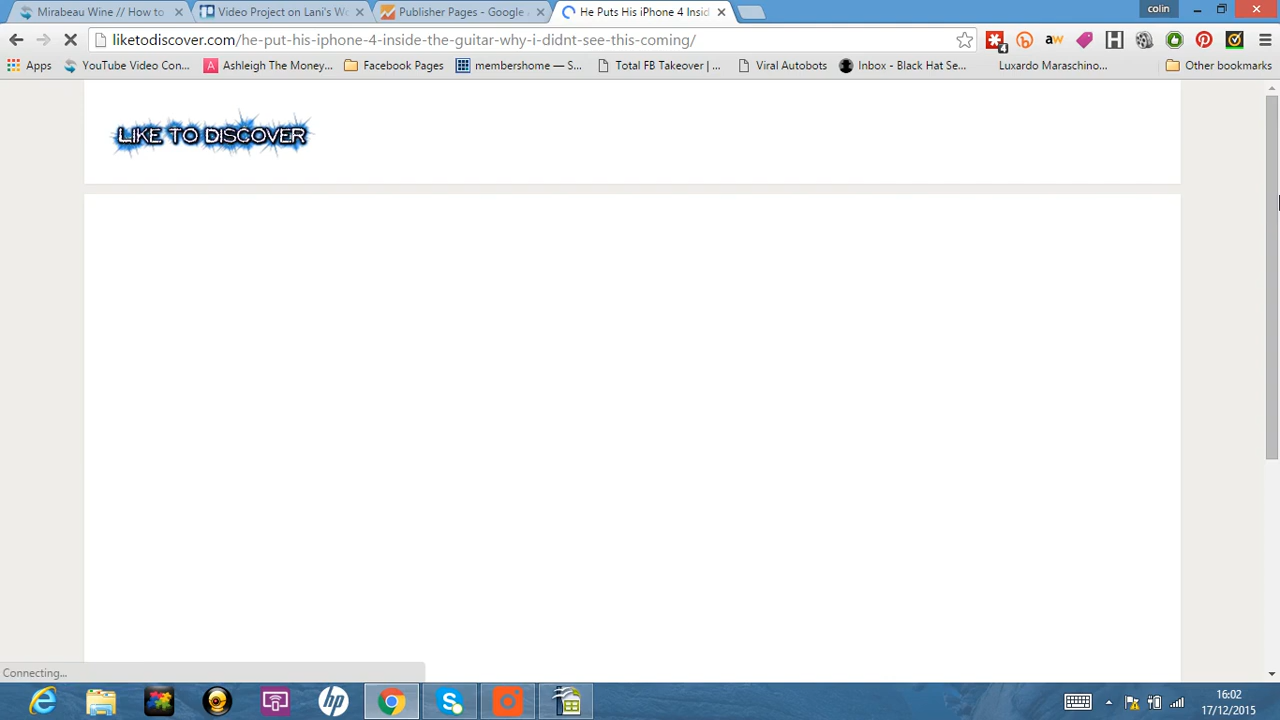 Mirabeau Wine // How to
Video Project on Lani's Wo
Publisher Pages - Google
He Puts His iPhone 4 Insid
colin
liketodiscover.com/he-put-his-iphone-4-inside-the-guitar-why-i-didnt-see-this-coming/
Apps
YouTube Video Con...
Ashleigh The Money...
Facebook Pages
membershome — S...
Total FB Takeover | ...
Viral Autobots
Inbox - Black Hat Se...
Luxardo Maraschino...
Other bookmarks
LIKE TO DISCOVER
Connecting...
16:02
17/12/2015